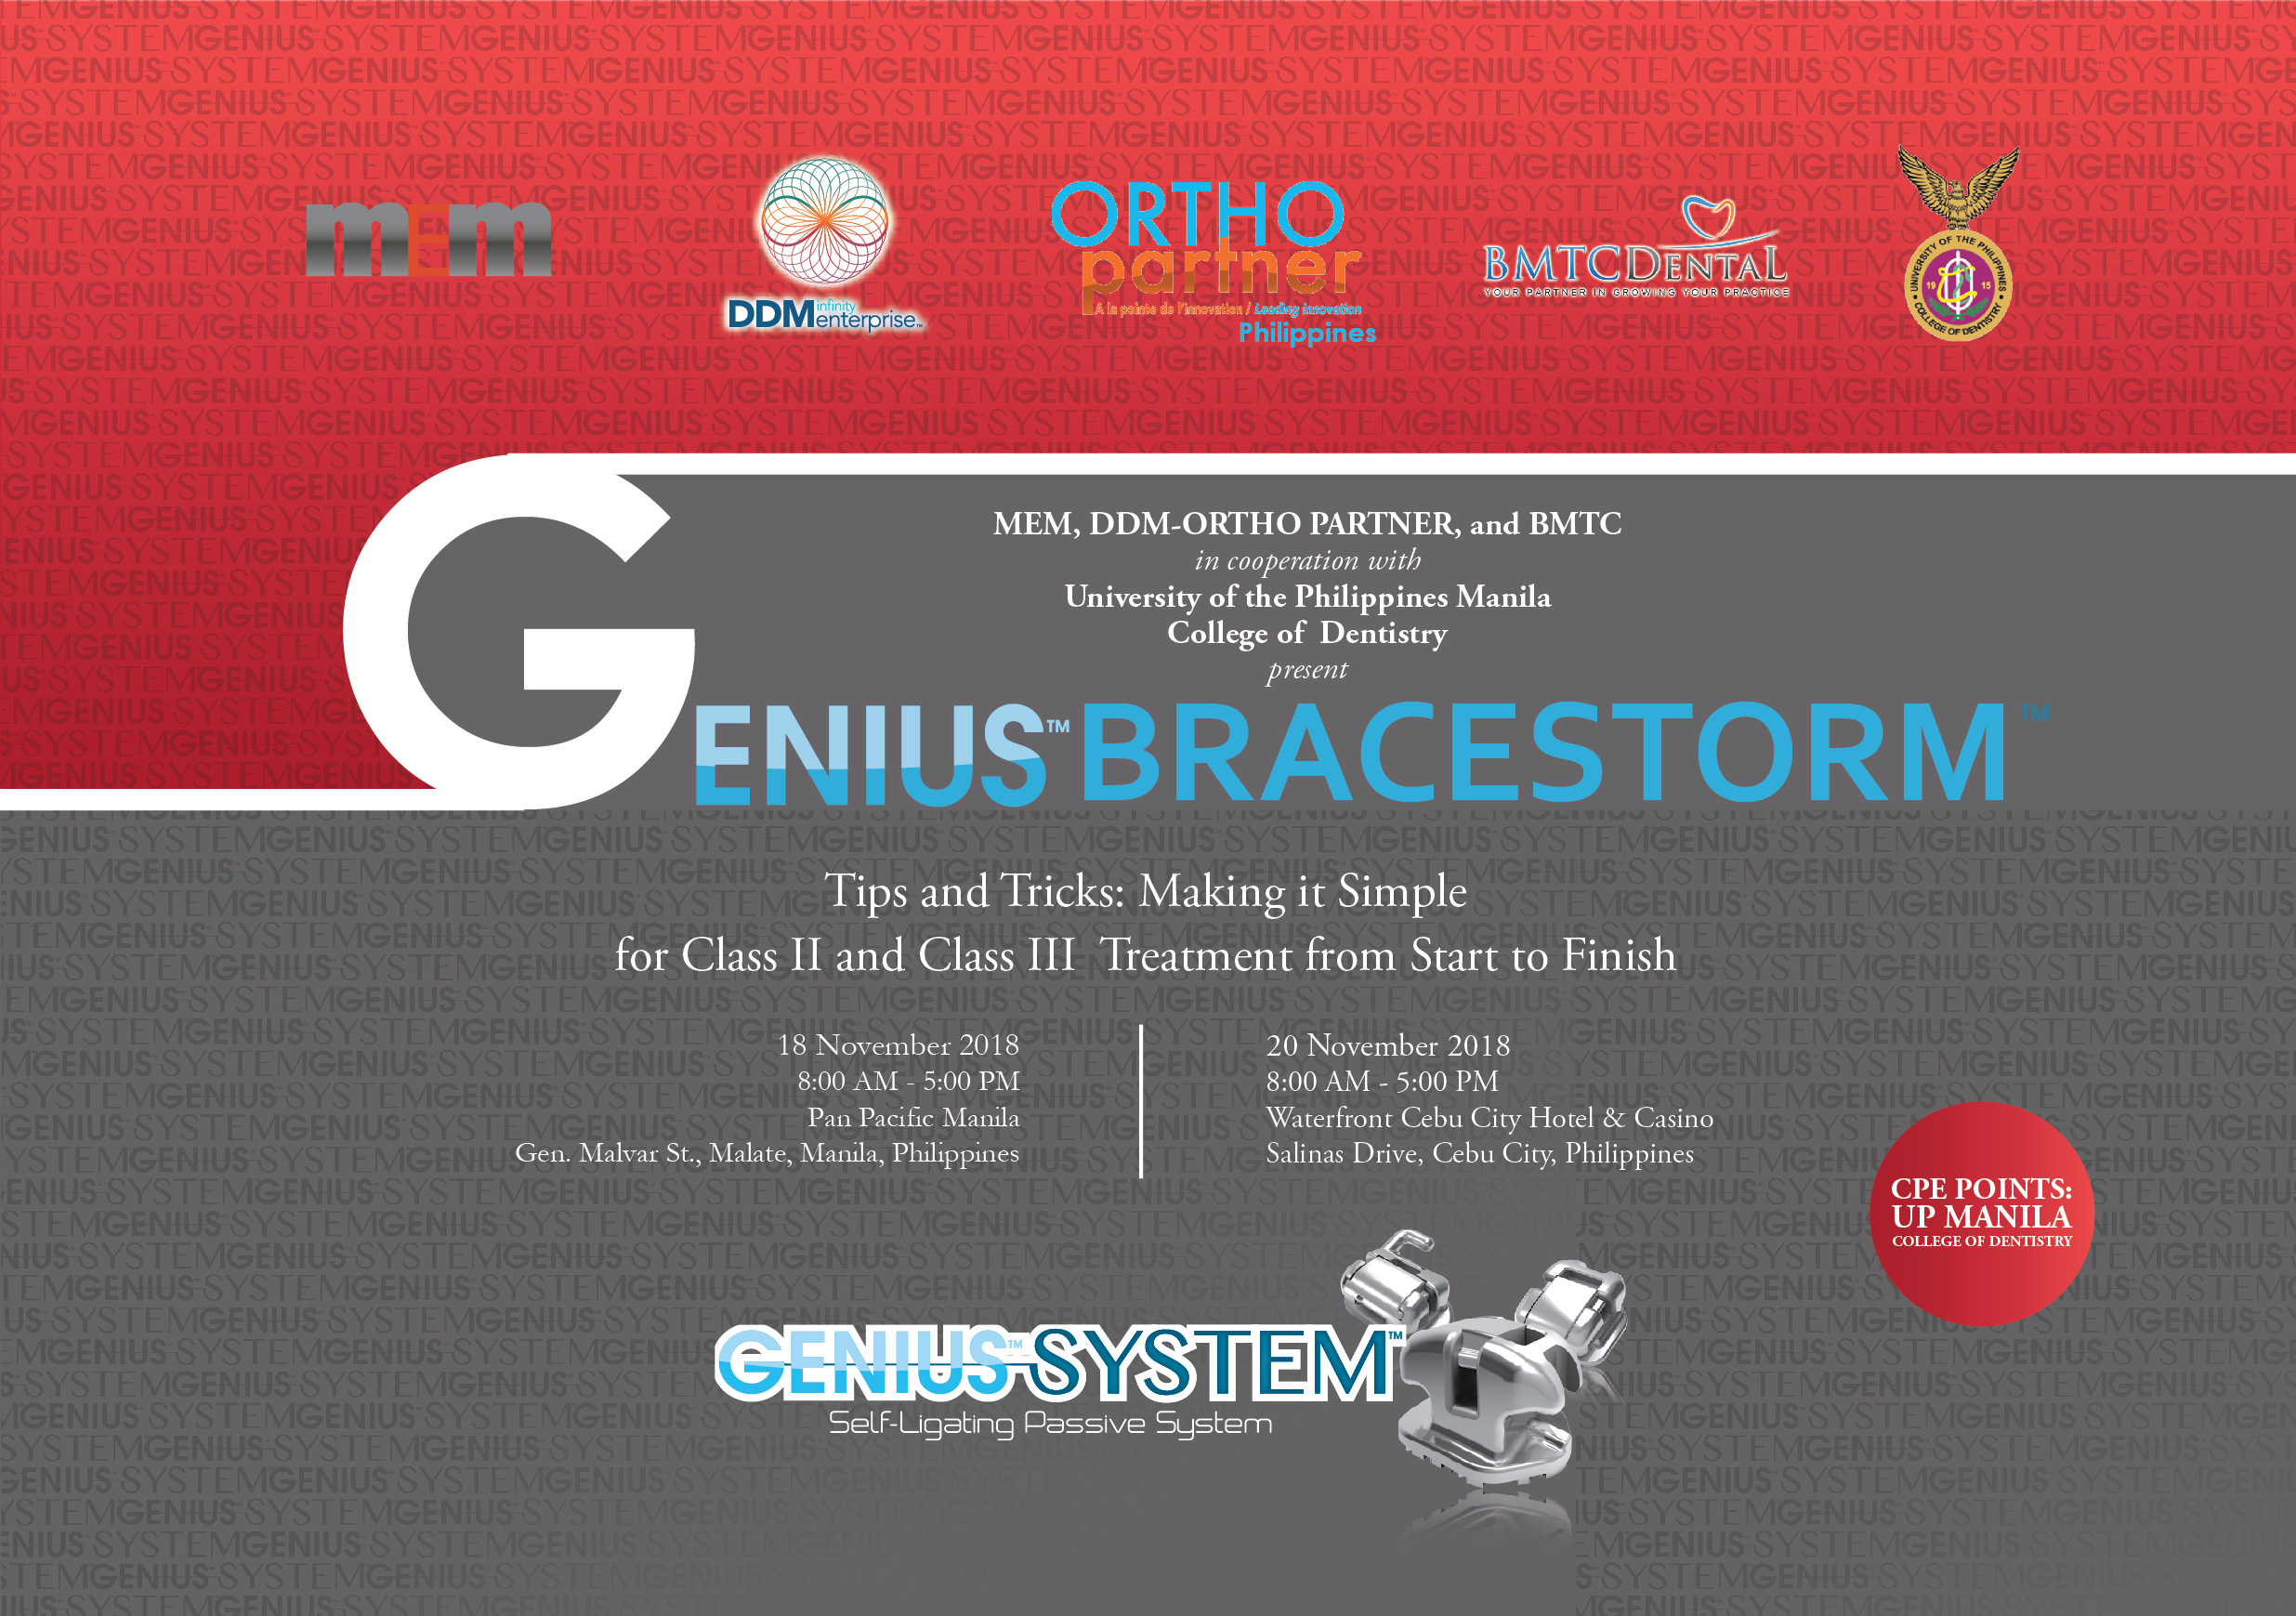 mEm
DDM infinity enterprise™
ORTHO
partner
A la pointe de l'innovation / Leading innovation
Philippines
BMTCDENTAL
YOUR PARTNER IN GROWING YOUR PRACTICE
UNIVERSITY OF THE PHILIPPINES
19 15
COLLEGE OF DENTISTRY
MEM, DDM-ORTHO PARTNER, and BMTC
in cooperation with
University of the Philippines Manila
College of Dentistry
present
GENIUS™ BRACESTORM™
Tips and Tricks: Making it Simple
for Class II and Class III Treatment from Start to Finish
18 November 2018
8:00 AM - 5:00 PM
Pan Pacific Manila
Gen. Malvar St., Malate, Manila, Philippines
20 November 2018
8:00 AM - 5:00 PM
Waterfront Cebu City Hotel & Casino
Salinas Drive, Cebu City, Philippines
CPE POINTS:
UP MANILA
COLLEGE OF DENTISTRY
GENIUS™ SYSTEM™
Self-Ligating Passive System